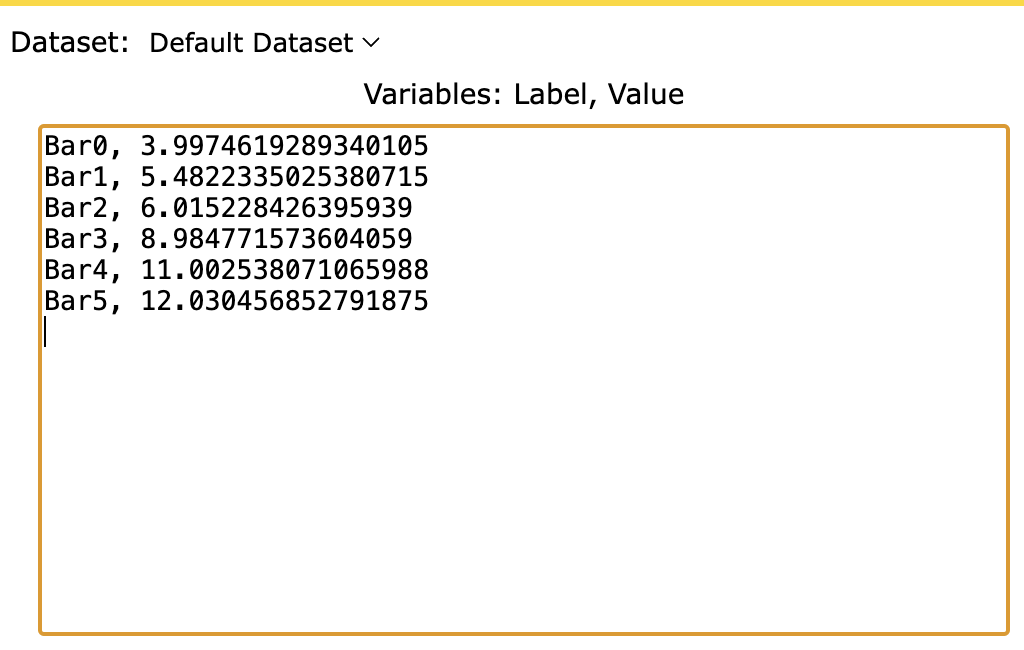 Dataset: Default Dataset
Variables: Label, Value
Bar0, 3.9974619289340105
Bar1, 5.4822335025380715
Bar2, 6.015228426395939
Bar3, 8.984771573604059
Bar4, 11.002538071065988
Bar5, 12.030456852791875